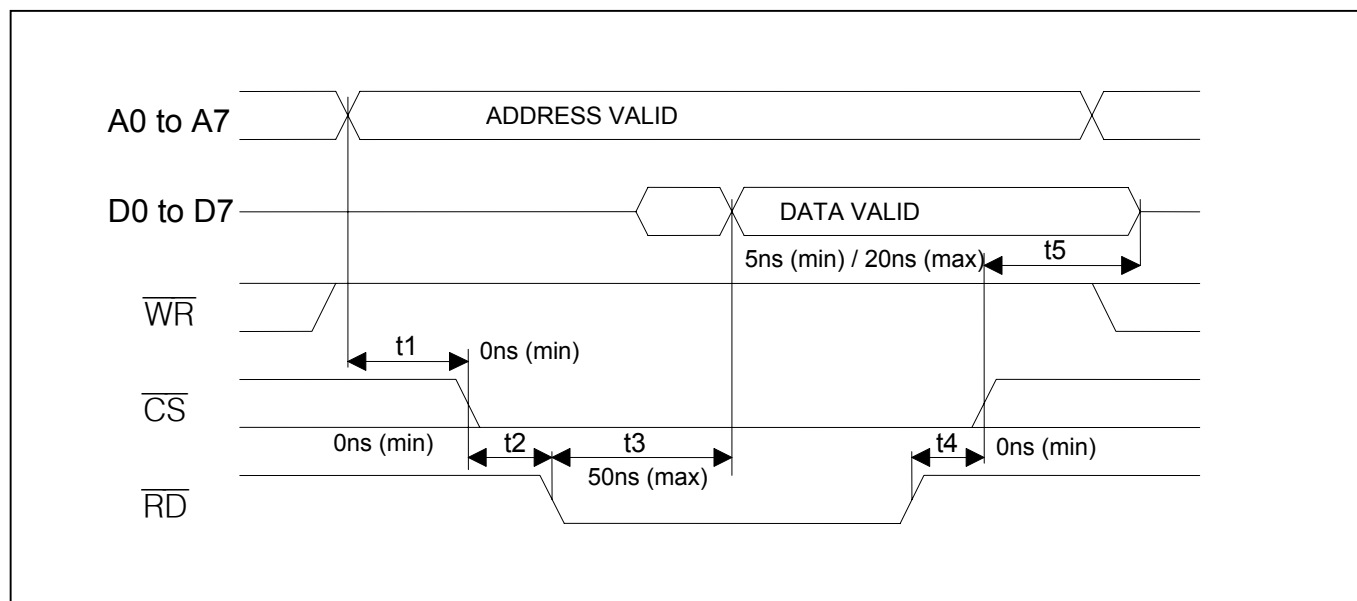 A0 to A7
ADDRESS VALID
D0 to D7
DATA VALID
5ns (min) / 20ns (max)
t5
WR
t1
0ns (min)
CS
0ns (min)
t2
t3
t4
0ns (min)
50ns (max)
RD